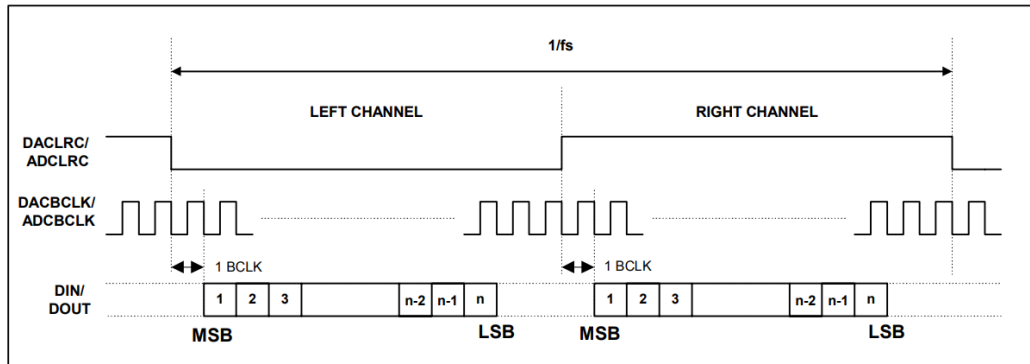 1/fs
LEFT CHANNEL RIGHT CHANNEL
DACLRC/
ADCLRC
DACBCLK/
ADCBCLK
1 BCLK 1 BCLK
DIN/
DOUT
1 2 3 n-2 n-1 n 1 2 3 n-2 n-1 n
MSB LSB MSB LSB